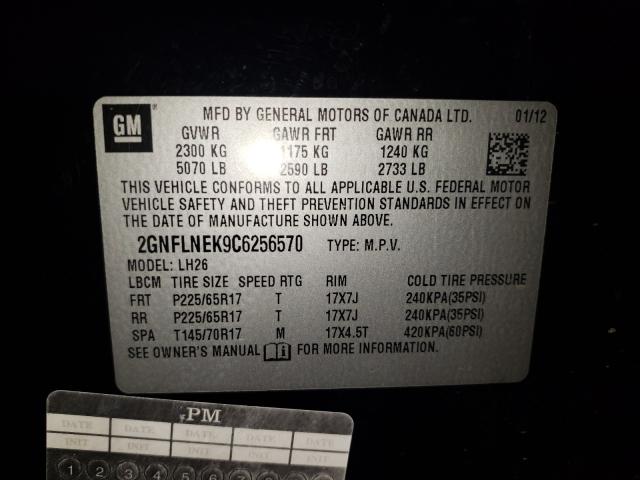 GM
MFD BY GENERAL MOTORS OF CANADA LTD. 01/12
GVWR GAWR FRT GAWR RR
2300 KG 1175 KG 1240 KG
5070 LB 2590 LB 2733 LB
THIS VEHICLE CONFORMS TO ALL APPLICABLE U.S. FEDERAL MOTOR
VEHICLE SAFETY AND THEFT PREVENTION STANDARDS IN EFFECT ON
THE DATE OF MANUFACTURE SHOWN ABOVE.
2GNFLNEK9C6256570 TYPE: M.P.V.
MODEL: LH26
LBCM TIRE SIZE SPEED RTG RIM COLD TIRE PRESSURE
FRT P225/65R17 T 17X7J 240KPA(35PSI)
RR P225/65R17 T 17X7J 240KPA(35PSI)
SPA T145/70R17 M 17X4.5T 420KPA(60PSI)
SEE OWNER'S MANUAL FOR MORE INFORMATION.
PM
DATE DATE DATE DATE DATE
INIT INIT INIT INIT INIT
1 2 3 4 5 6 7 8 9 10